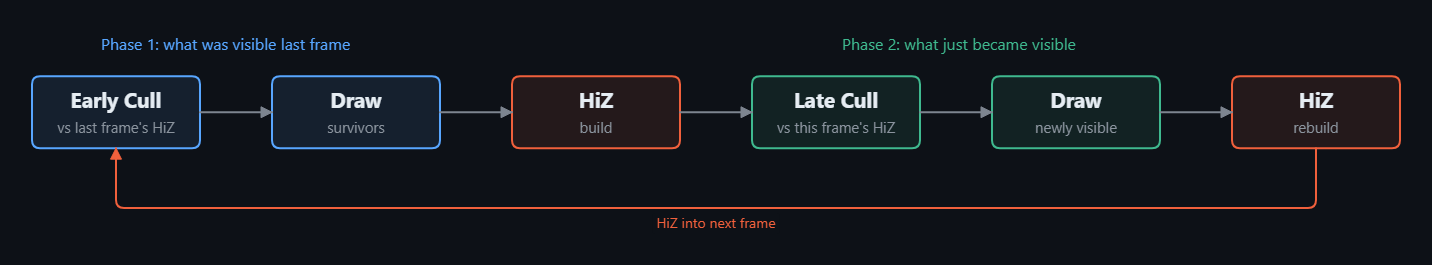 Phase 1: what was visible last frame
Phase 2: what just became visible
Early Cull
vs last frame's HiZ
Draw
survivors
HiZ
build
Late Cull
vs this frame's HiZ
Draw
newly visible
HiZ
rebuild
HiZ into next frame